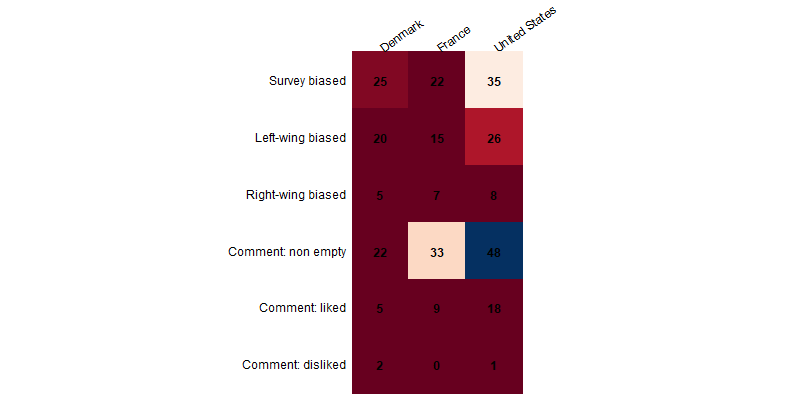 Denmark France United States
Survey biased 25 22 35
Left-wing biased 20 15 26
Right-wing biased 5 7 8
Comment: non empty 22 33 48
Comment: liked 5 9 18
Comment: disliked 2 0 1